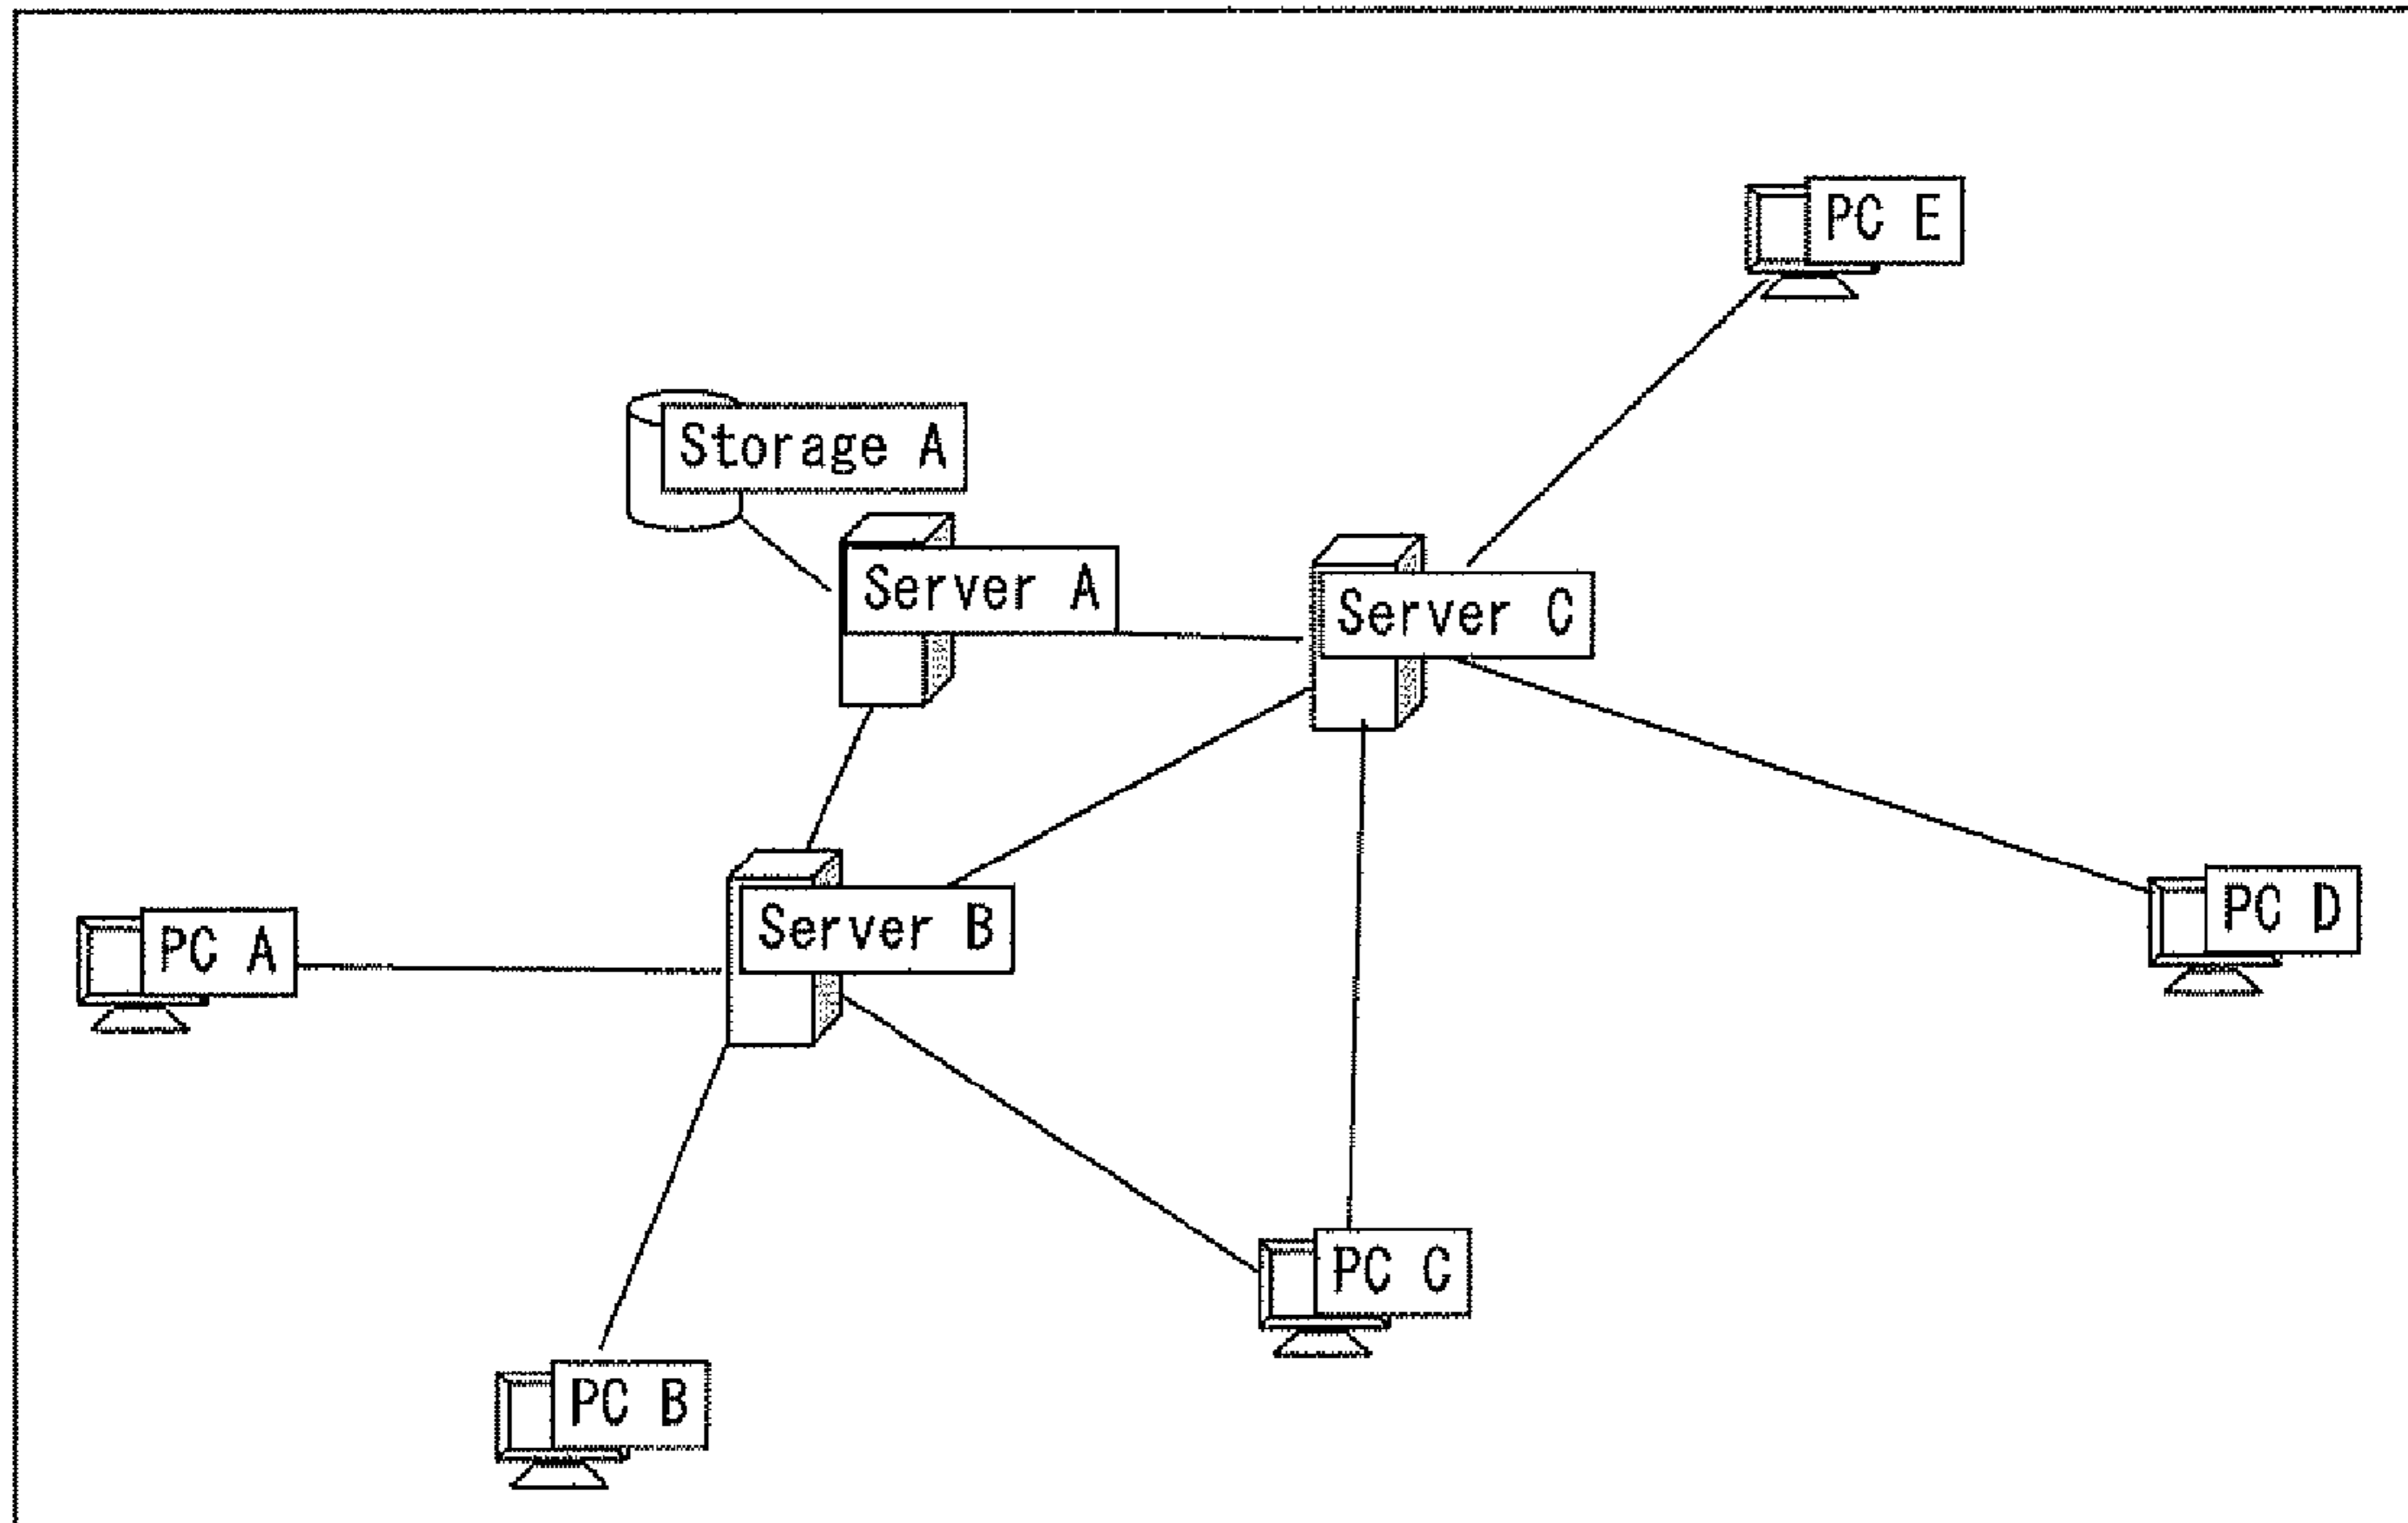 PC E
Storage A
Server A
Server C
PC A
Server B
PC D
PC C
PC B